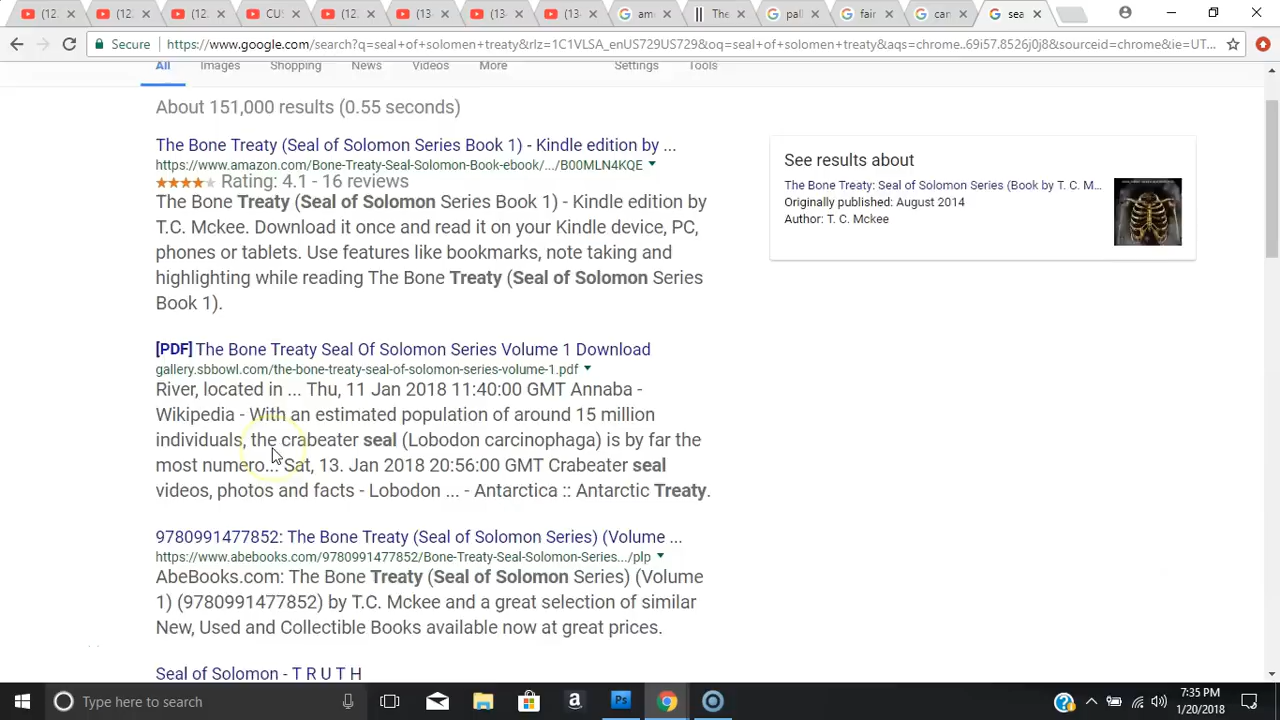 (12
(12
(12
CU
(12
(13
(13
(13
The
sea
Secure
https://www.google.com/search?q=seal+of+solomen+treaty&rlz=1C1VLSA_enUS729US729&oq=seal+of+solomen+treaty&aqs=chrome..69i57.8526j0j8&sourceid=chrome&ie=UT...
All Images Shopping News Videos More Settings Tools
About 151,000 results (0.55 seconds)
The Bone Treaty (Seal of Solomon Series Book 1) - Kindle edition by ...
https://www.amazon.com/Bone-Treaty-Seal-Solomon-Book-ebook/.../B00MLN4KQE
Rating: 4.1 - 16 reviews
The Bone Treaty (Seal of Solomon Series Book 1) - Kindle edition by
T.C. Mckee. Download it once and read it on your Kindle device, PC,
phones or tablets. Use features like bookmarks, note taking and
highlighting while reading The Bone Treaty (Seal of Solomon Series
Book 1).
[PDF] The Bone Treaty Seal Of Solomon Series Volume 1 Download
gallery.sbbowl.com/the-bone-treaty-seal-of-solomon-series-volume-1.pdf
River, located in ... Thu, 11 Jan 2018 11:40:00 GMT Annaba -
Wikipedia - With an estimated population of around 15 million
individuals, the crabeater seal (Lobodon carcinophaga) is by far the
most numero... Sat, 13. Jan 2018 20:56:00 GMT Crabeater seal
videos, photos and facts - Lobodon ... - Antarctica :: Antarctic Treaty.
9780991477852: The Bone Treaty (Seal of Solomon Series) (Volume ...
https://www.abebooks.com/9780991477852/Bone-Treaty-Seal-Solomon-Series.../plp
AbeBooks.com: The Bone Treaty (Seal of Solomon Series) (Volume
1) (9780991477852) by T.C. Mckee and a great selection of similar
New, Used and Collectible Books available now at great prices.
Seal of Solomon - T R U T H
See results about
The Bone Treaty: Seal of Solomon Series (Book by T. C. M...
Originally published: August 2014
Author: T. C. Mckee
Type here to search
7:35 PM
1/20/2018